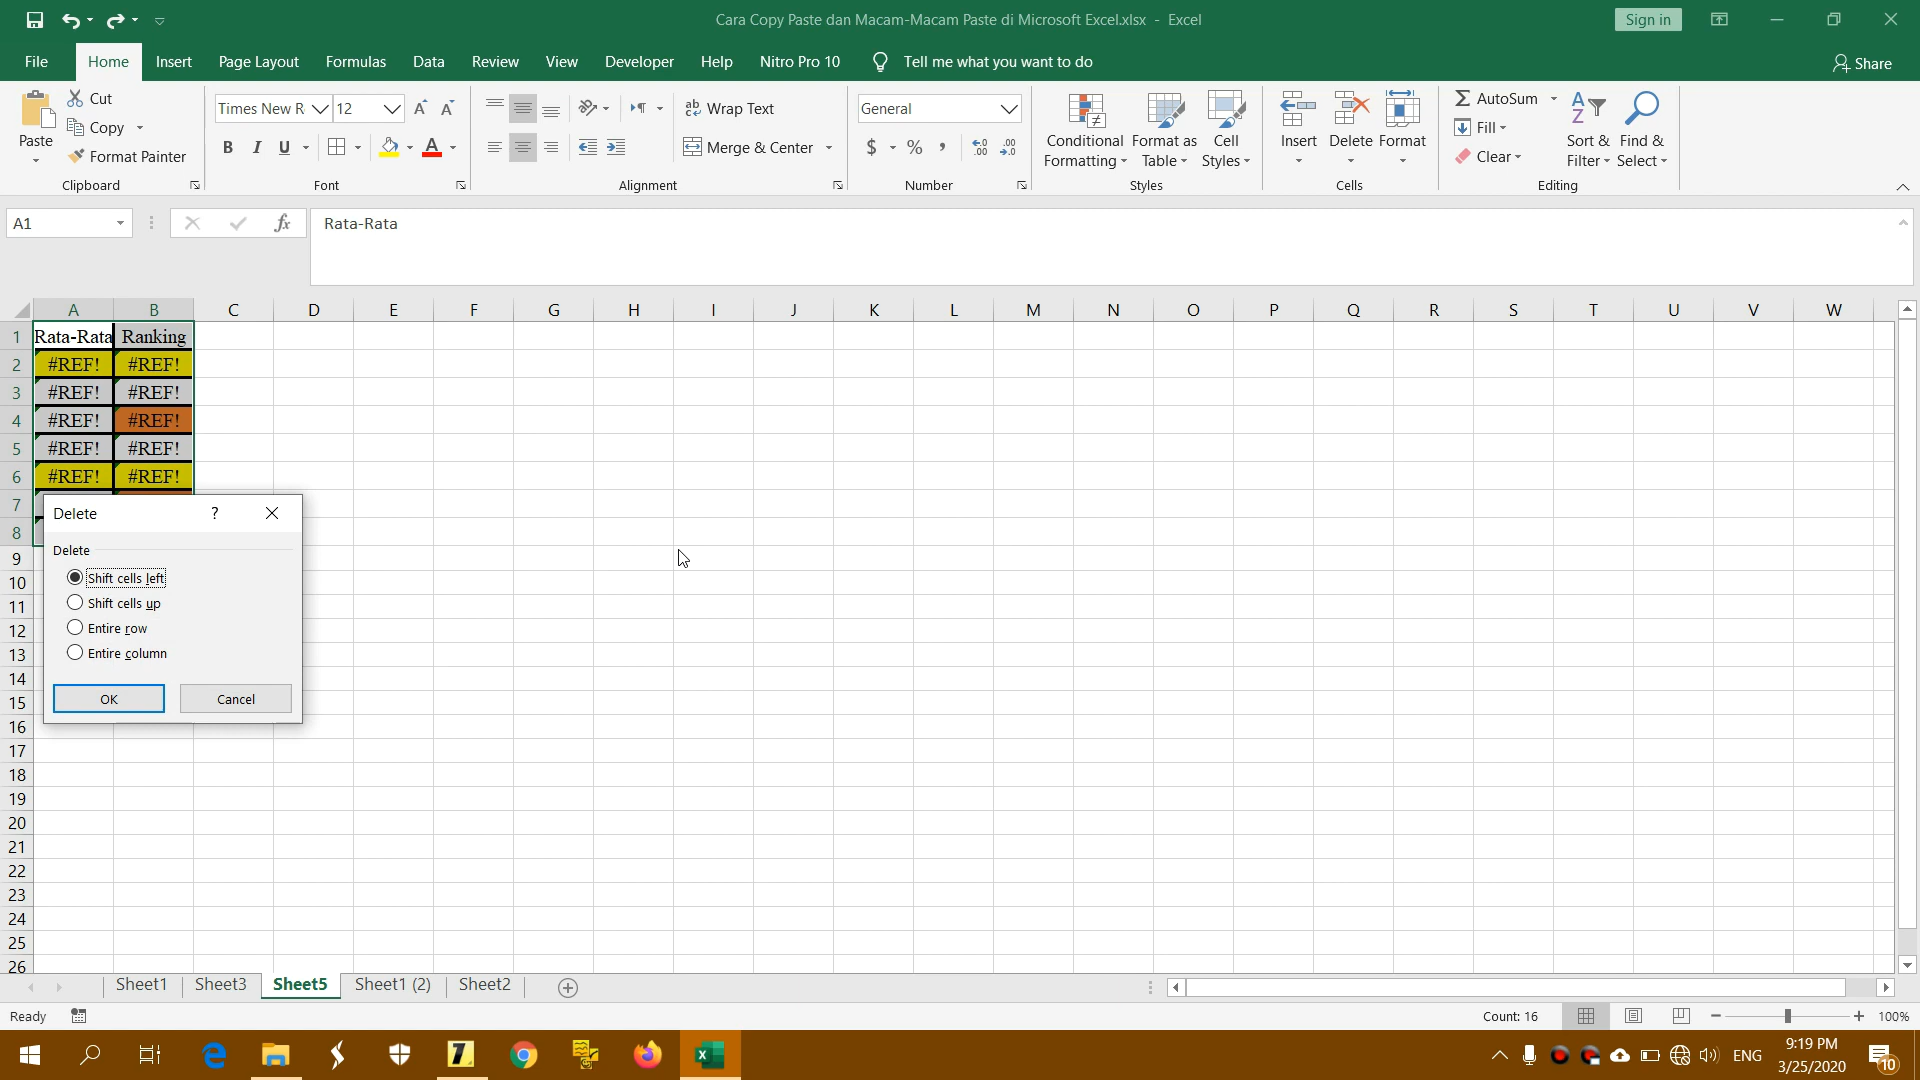 Cara Copy Paste dan Macam-Macam Paste di Microsoft Excel.xlsx - Excel
Sign in
File Home Insert Page Layout Formulas Data Review View Developer Help Nitro Pro 10 Tell me what you want to do Share
Paste
Cut
Copy
Format Painter
Clipboard
Times New R 12
B I U A
Font
Wrap Text
Merge & Center
Alignment
General
$ % ,
Number
Conditional Formatting
Format as Table
Cell Styles
Styles
Insert Delete Format
Cells
AutoSum
Fill
Clear
Sort & Filter
Find & Select
Editing
A1 fx Rata-Rata
A B C D E F G H I J K L M N O P Q R S T U V W
1 Rata-Rata Ranking
2 #REF! #REF!
3 #REF! #REF!
4 #REF! #REF!
5 #REF! #REF!
6 #REF! #REF!
7
8
9
10
11
12
13
14
15
16
17
18
19
20
21
22
23
24
25
26
Delete ?
Delete
Shift cells left
Shift cells up
Entire row
Entire column
OK Cancel
Sheet1 Sheet3 Sheet5 Sheet1 (2) Sheet2
Ready Count: 16 100%
ENG
9:19 PM
3/25/2020
10